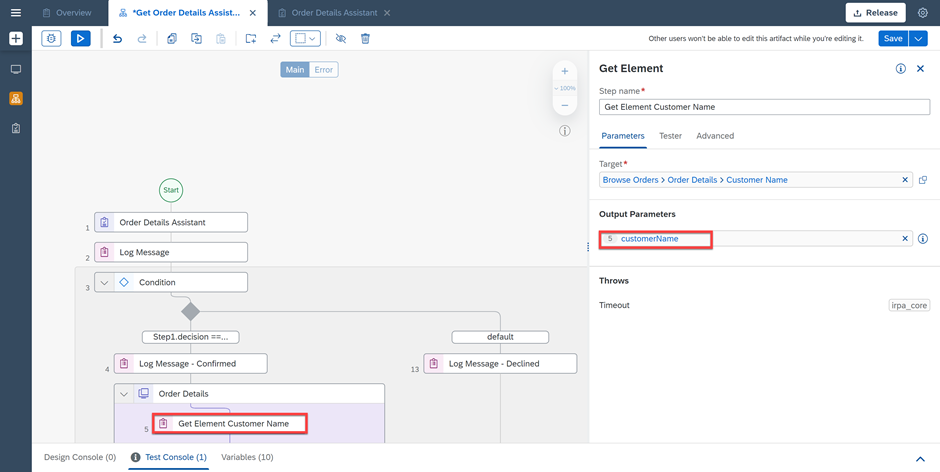 Overview
*Get Order Details Assist...
Order Details Assistant
Release
Other users won't be able to edit this artifact while you're editing it.
Save
Main
Error
100%
Start
1
Order Details Assistant
2
Log Message
3
Condition
Step1.decision ==...
default
4
Log Message - Confirmed
13
Log Message - Declined
Order Details
5
Get Element Customer Name
Get Element
Step name*
Get Element Customer Name
Parameters
Tester
Advanced
Target*
Browse Orders > Order Details > Customer Name
Output Parameters
5 customerName
Throws
Timeout
irpa_core
Design Console (0)
Test Console (1)
Variables (10)